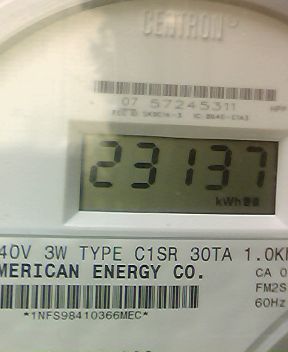 CENTRON
07 57245311
23137
kWh
40V 3W TYPE C1SR 30TA 1.0K
MERICAN ENERGY CO.
CA 0
FM2S
60Hz
*1NFS98410366MEC*